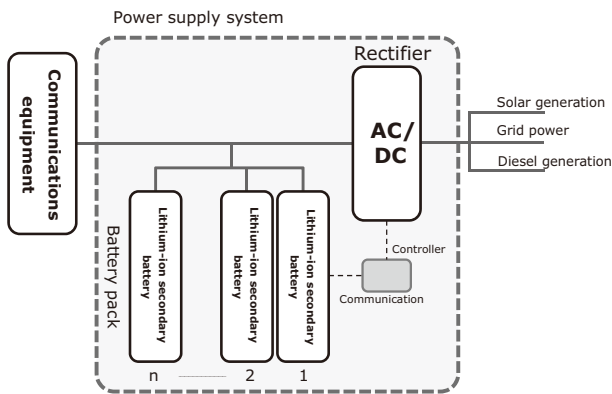 Power supply system
Rectifier
Communications
equipment
AC/
DC
Solar generation
Grid power
Diesel generation
Battery pack
Lithium-ion secondary
battery
Lithium-ion secondary
battery
Lithium-ion secondary
battery
Controller
Communication
n
2
1